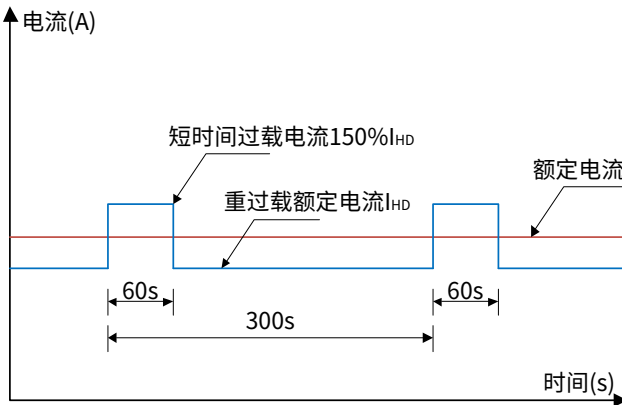 电流(A)
短时间过载电流150%IHD
额定电流
重过载额定电流IHD
60s
60s
300s
时间(s)